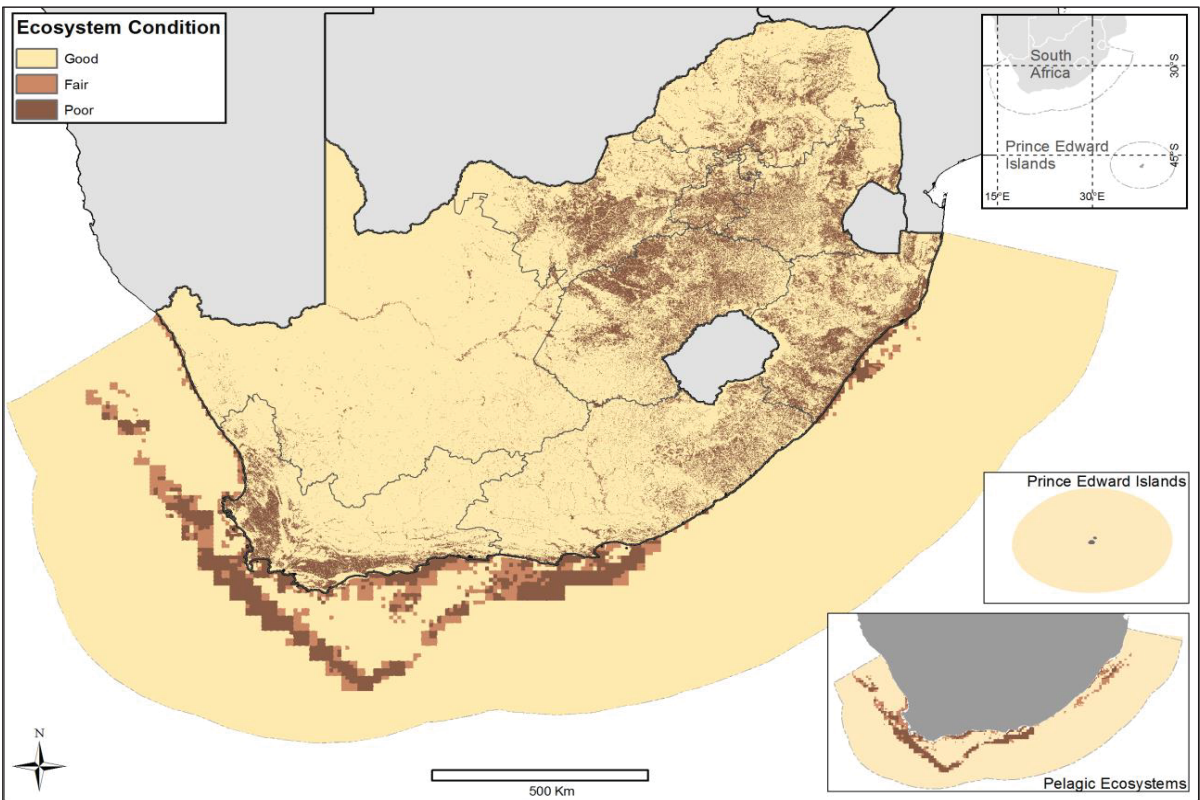 Ecosystem Condition
Good
Fair
Poor
South
Africa
Prince Edward
Islands
30°S
45°S
15°E
30°E
Prince Edward Islands
Pelagic Ecosystems
N
500 Km